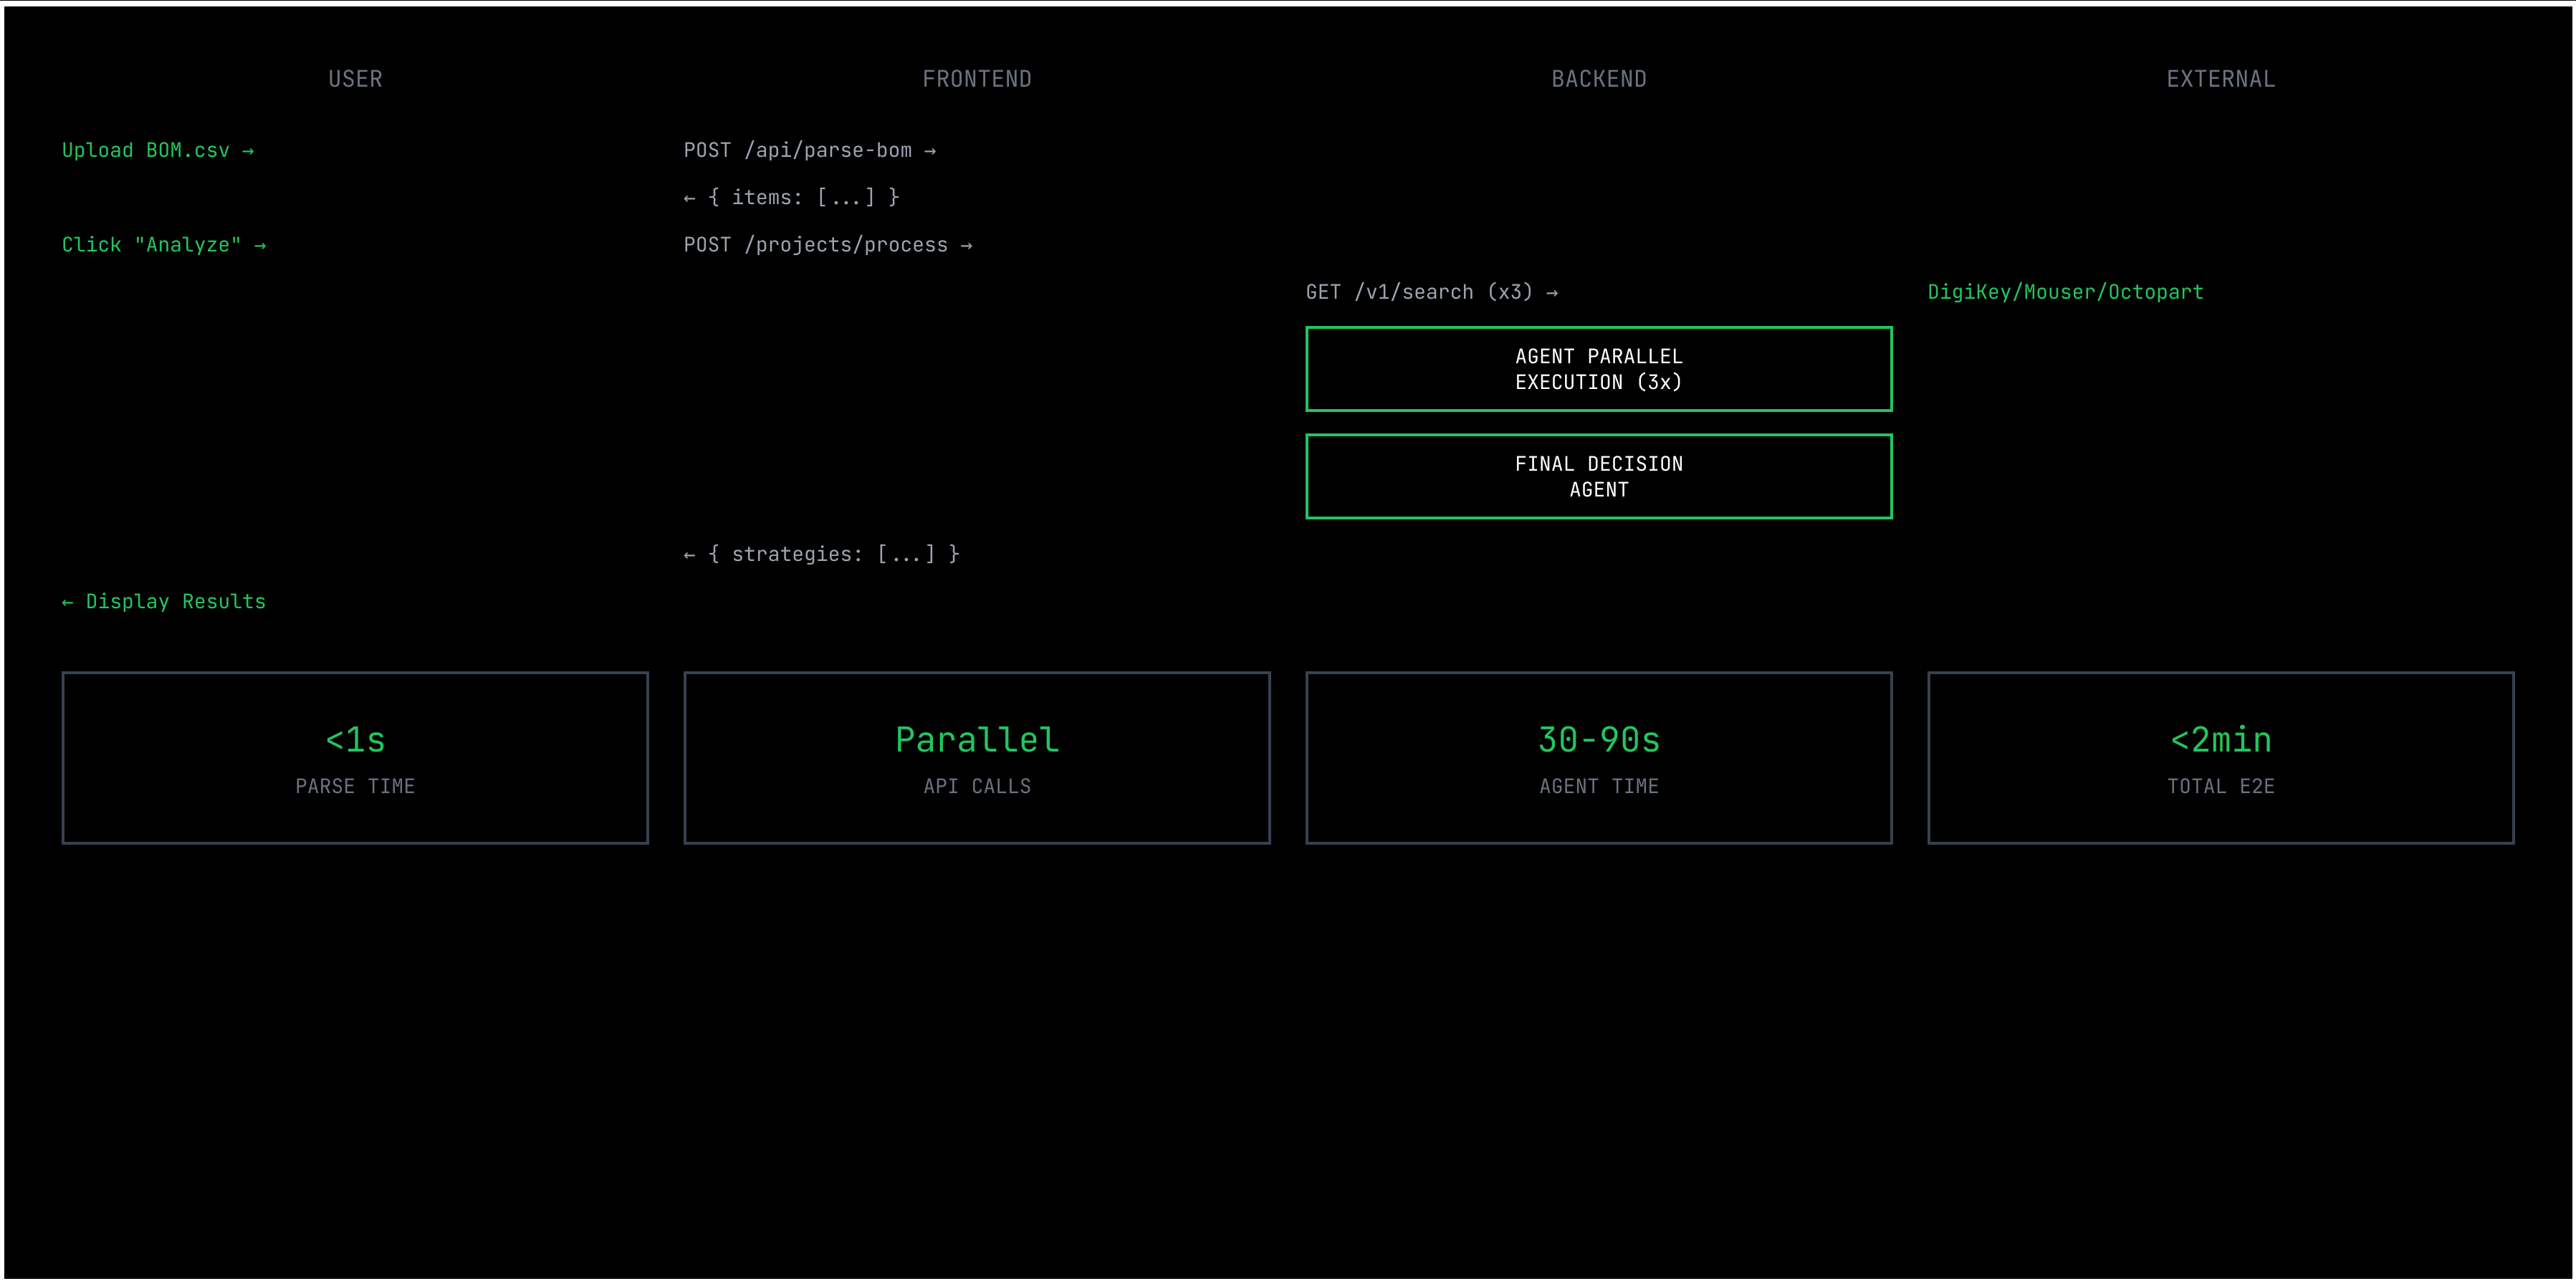 USER
FRONTEND
BACKEND
EXTERNAL
Upload BOM.csv →
POST /api/parse-bom →
← { items: [...] }
Click "Analyze" →
POST /projects/process →
GET /v1/search (x3) →
DigiKey/Mouser/Octopart
AGENT PARALLEL
EXECUTION (3x)
FINAL DECISION
AGENT
← { strategies: [...] }
← Display Results
<1s
PARSE TIME
Parallel
API CALLS
30-90s
AGENT TIME
<2min
TOTAL E2E